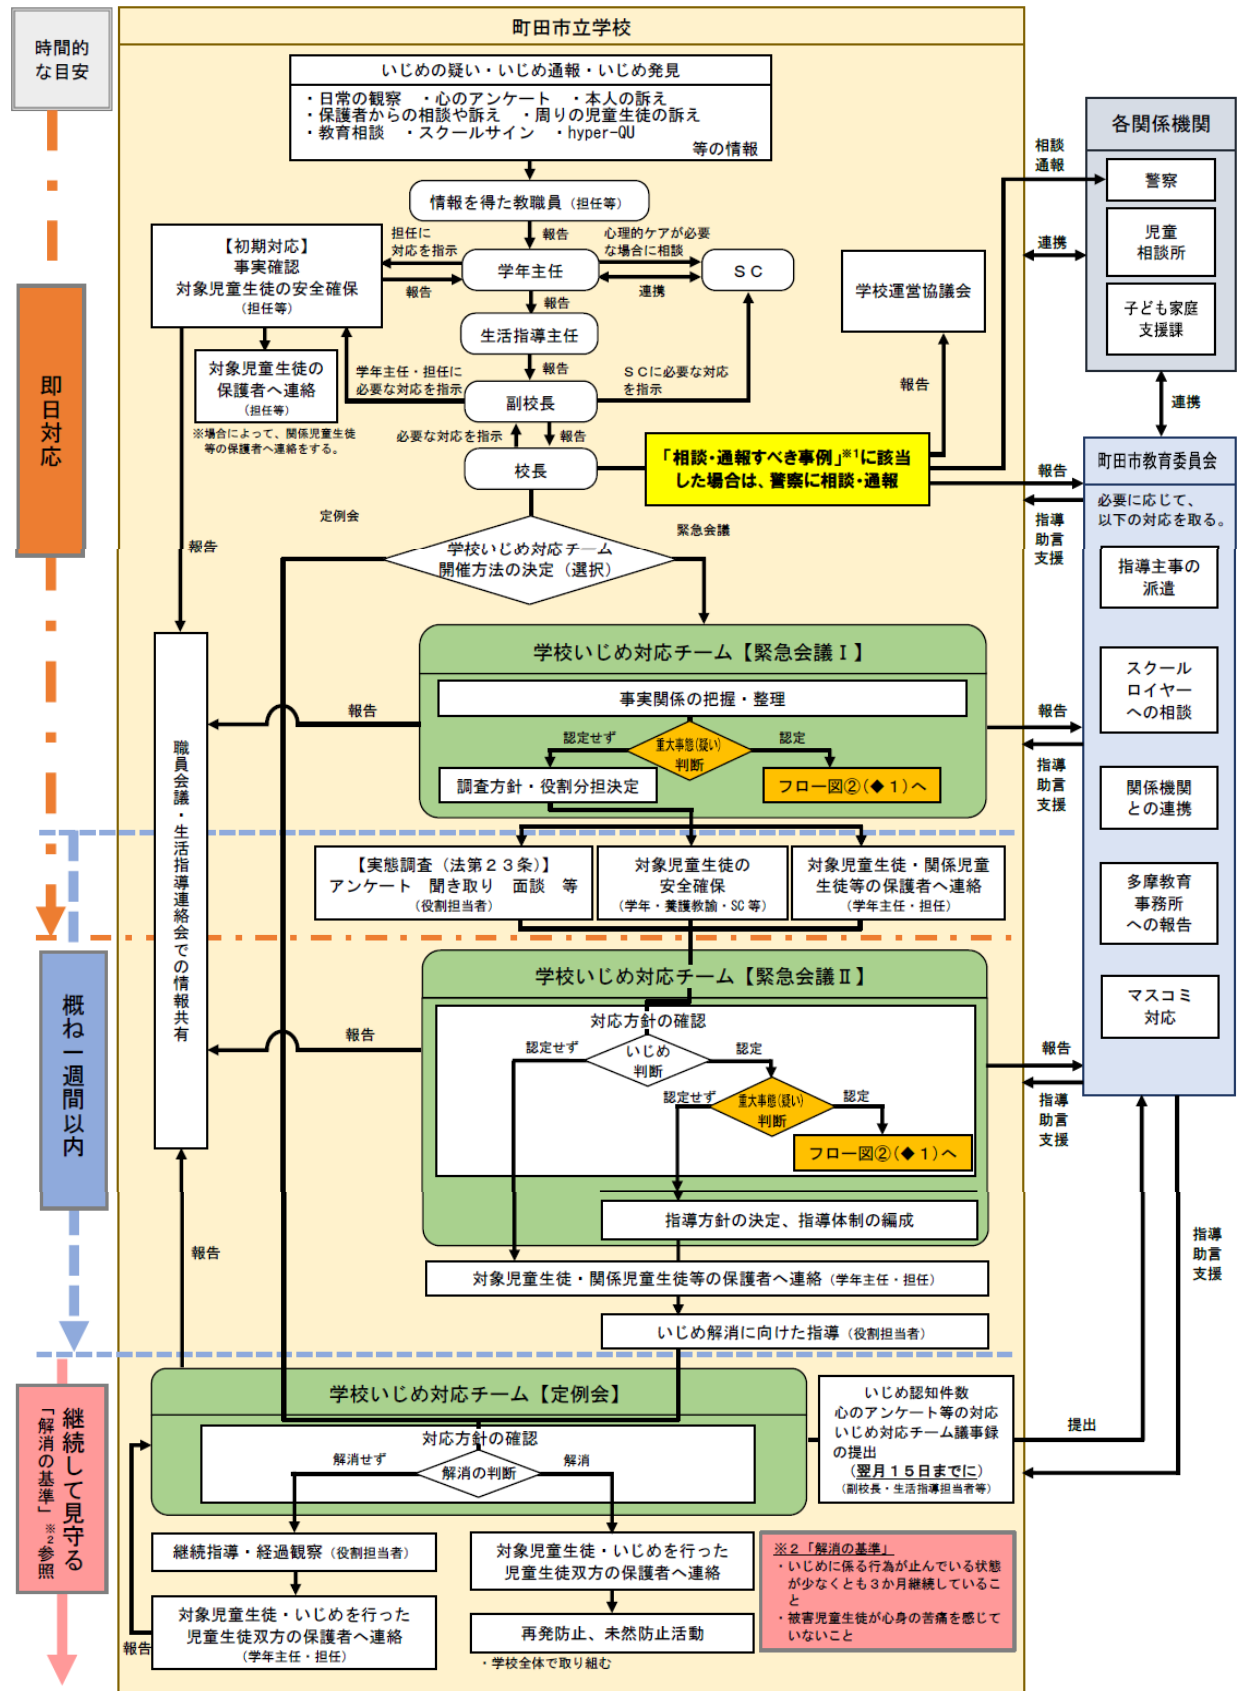 時間的
な目安
町田市立学校
いじめの疑い・いじめ通報・いじめ発見
・日常の観察　・心のアンケート　・本人の訴え
・保護者からの相談や訴え　・周りの児童生徒の訴え
・教育相談　・スクールサイン　・hyper-QU
等の情報
情報を得た教職員（担任等）
報告
担任に
対応を指示
心理的ケアが必要
な場合に相談
【初期対応】
事実確認
対象児童生徒の安全確保
（担任等）
報告
学年主任
連携
ＳＣ
報告
生活指導主任
報告
対象児童生徒の
保護者へ連絡
（担任等）
※場合によって、関係児童生徒
等の保護者へ連絡をする。
学年主任・担任に
必要な対応を指示
ＳＣに必要な対応
を指示
副校長
必要な対応を指示
報告
校長
学校運営協議会
報告
「相談・通報すべき事例」※1に該当
した場合は、警察に相談・通報
相談
通報
連携
各関係機関
警察
児童
相談所
子ども家庭
支援課
連携
町田市教育委員会
必要に応じて、
以下の対応を取る。
指導主事の
派遣
スクール
ロイヤー
への相談
関係機関
との連携
多摩教育
事務所
への報告
マスコミ
対応
報告
指導
助言
支援
即日対応
定例会
緊急会議
学校いじめ対応チーム
開催方法の決定（選択）
報告
学校いじめ対応チーム【緊急会議Ⅰ】
事実関係の把握・整理
認定せず
重大事態(疑い)
判断
認定
調査方針・役割分担決定
フロー図②(◆１)へ
報告
報告
指導
助言
支援
職員会議・生活指導連絡会での情報共有
【実態調査（法第２３条）】
アンケート　聞き取り　面談　等
（役割担当者）
対象児童生徒の
安全確保
（学年・養護教諭・SC 等）
対象児童生徒・関係児童
生徒等の保護者へ連絡
（学年主任・担任）
概ね一週間以内
学校いじめ対応チーム【緊急会議Ⅱ】
対応方針の確認
認定せず
いじめ
判断
認定
認定せず
重大事態(疑い)
判断
認定
フロー図②(◆１)へ
指導方針の決定、指導体制の編成
報告
報告
指導
助言
支援
報告
対象児童生徒・関係児童生徒等の保護者へ連絡（学年主任・担任）
いじめ解消に向けた指導（役割担当者）
指導
助言
支援
継続して見守る
「解消の基準」※2参照
学校いじめ対応チーム【定例会】
対応方針の確認
解消せず
解消の判断
解消
いじめ認知件数
心のアンケート等の対応
いじめ対応チーム議事録
の提出
（翌月１５日までに）
（副校長・生活指導担当者等）
提出
継続指導・経過観察（役割担当者）
対象児童生徒・いじめを行った
児童生徒双方の保護者へ連絡
（学年主任・担任）
報告
対象児童生徒・いじめを行った
児童生徒双方の保護者へ連絡
再発防止、未然防止活動
・学校全体で取り組む
※２「解消の基準」
・いじめに係る行為が止んでいる状態
が少なくとも３か月継続しているこ
と
・被害児童生徒が心身の苦痛を感じて
いないこと